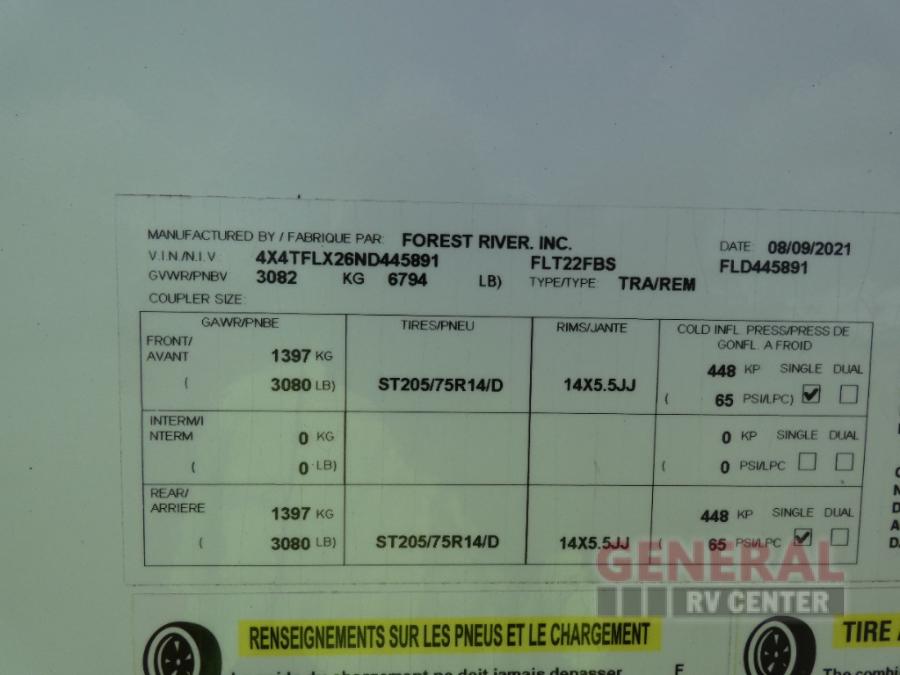 MANUFACTURED BY / FABRIQUE PAR: FOREST RIVER. INC. DATE: 08/09/2021
V.I.N./N.I.V: 4X4TFLX26ND445891 FLT22FBS FLD445891
GVWR/PNBV 3082 KG 6794 LB) TYPE/TYPE: TRA/REM
COUPLER SIZE:
GAWR/PNBE TIRES/PNEU RIMS/JANTE COLD INFL. PRESS/PRESS DE
GONFL. A FROID
FRONT/
AVANT 1397 KG 448 KP SINGLE DUAL
( 3080 LB) ST205/75R14/D 14X5.5JJ ( 65 PSI/LPC)
INTERM/I
NTERM 0 KG 0 KP SINGLE DUAL
( 0 LB) ( 0 PSI/LPC
REAR/
ARRIERE 1397 KG 448 KP SINGLE DUAL
( 3080 LB) ST205/75R14/D 14X5.5JJ 65 PSI/LPC
GENERAL
RV CENTER
RENSEIGNEMENTS SUR LES PNEUS ET LE CHARGEMENT
TIRE